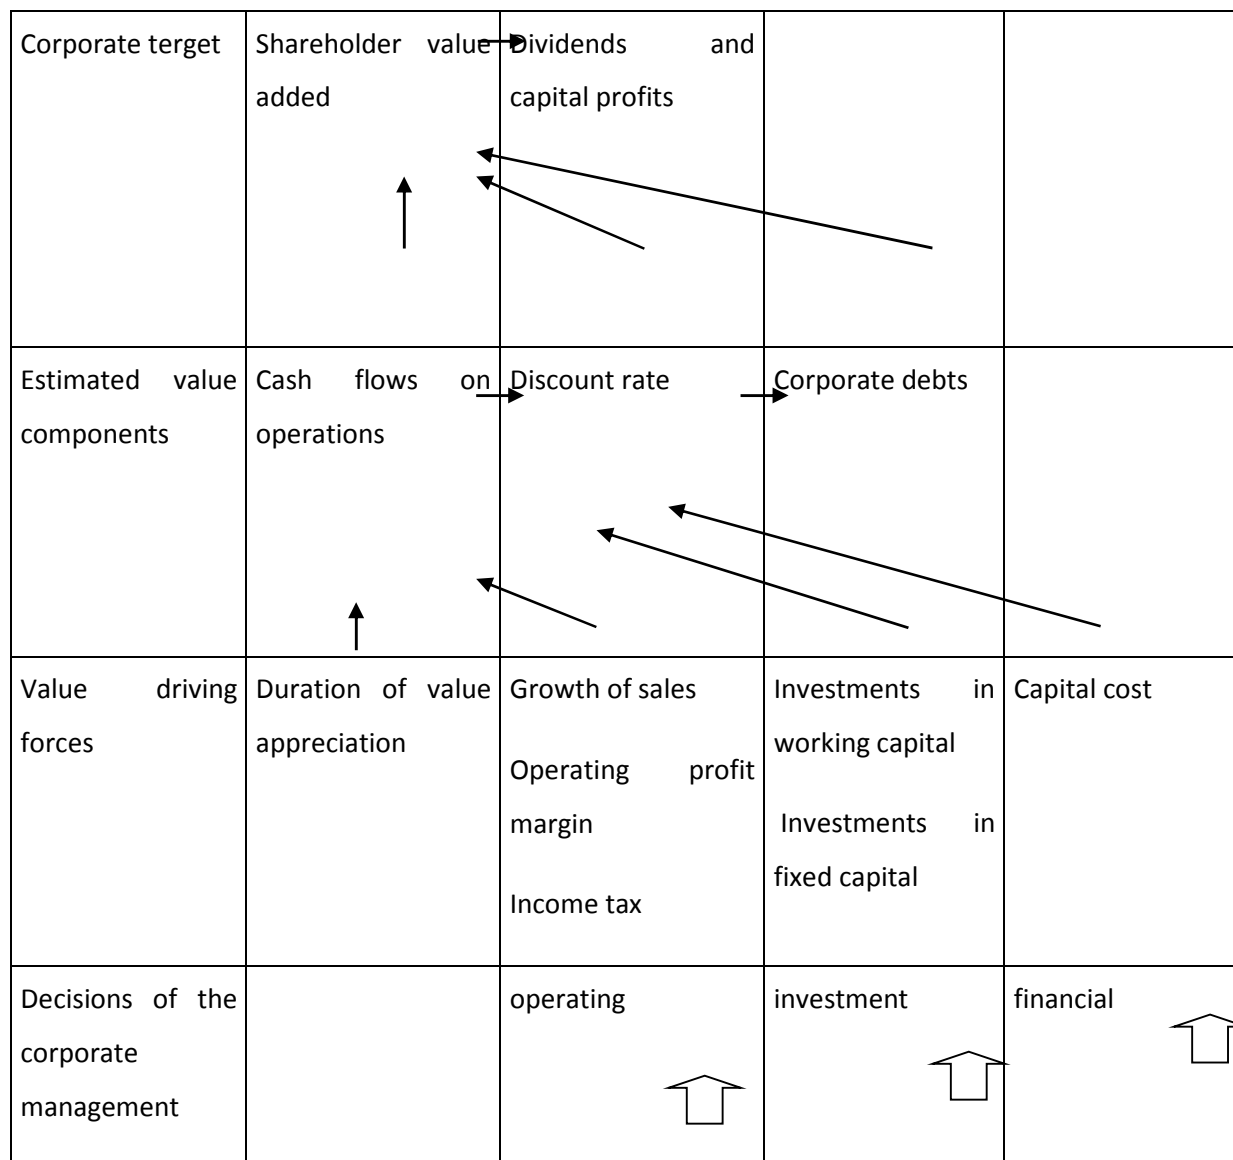 Corporate terget
Shareholder value
added
Dividends and
capital profits
Estimated value
components
Cash flows on
operations
Discount rate
Corporate debts
Value driving
forces
Duration of value
appreciation
Growth of sales
Operating profit
margin
Income tax
Investments in
working capital
Investments in
fixed capital
Capital cost
Decisions of the
corporate
management
operating
investment
financial